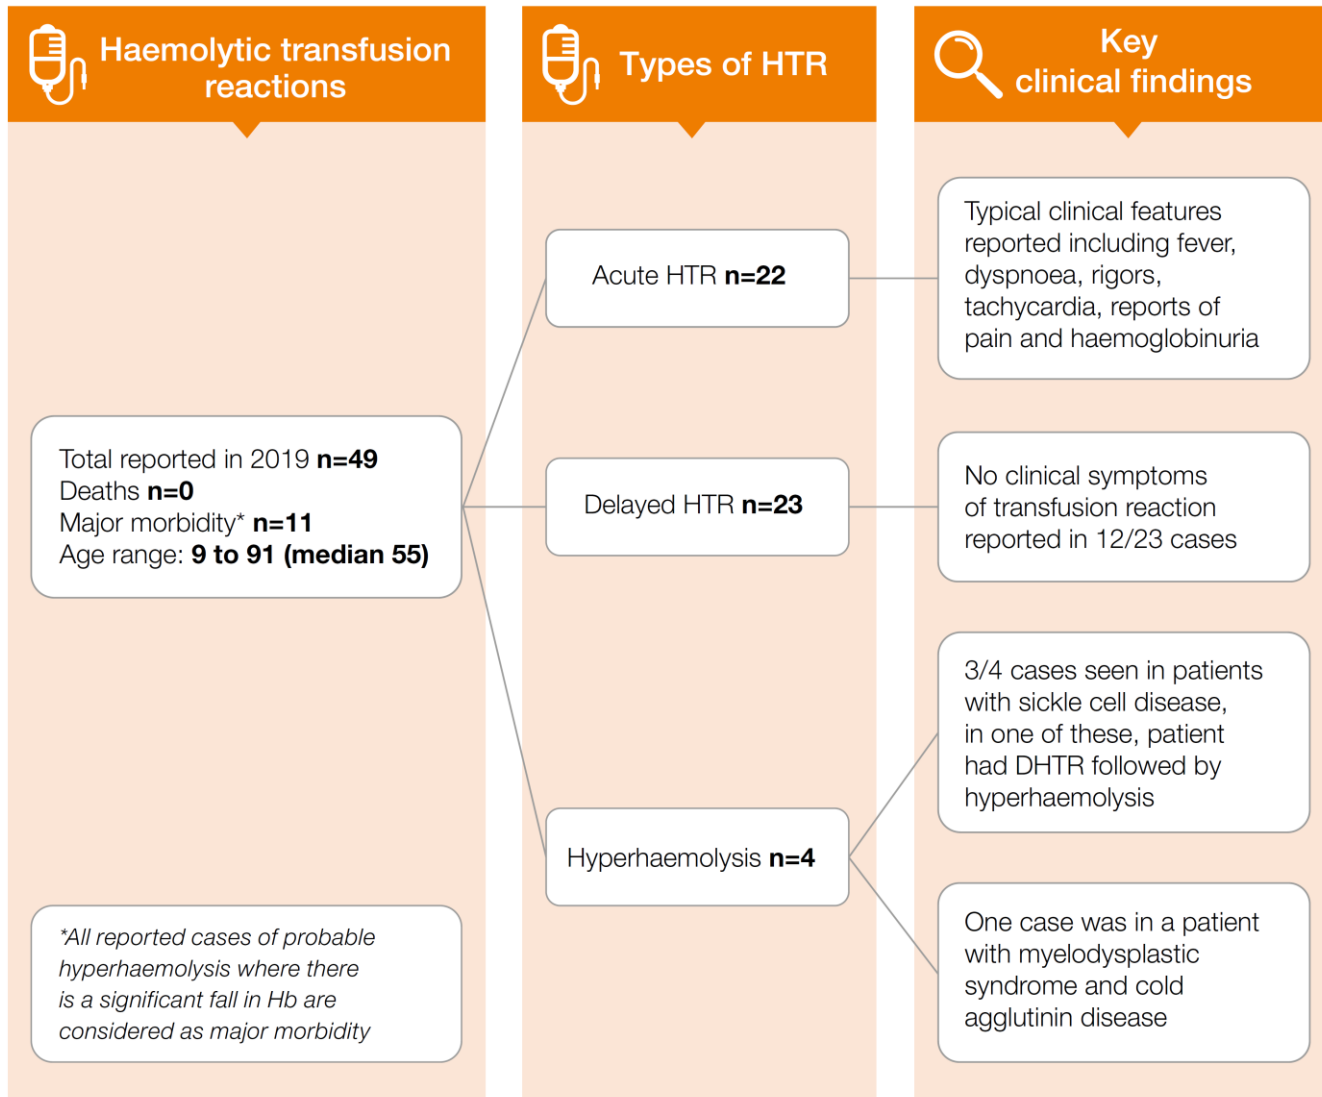 Haemolytic transfusion
reactions
Types of HTR
Key
clinical findings
Total reported in 2019 n=49
Deaths n=0
Major morbidity* n=11
Age range: 9 to 91 (median 55)
*All reported cases of probable
hyperhaemolysis where there
is a significant fall in Hb are
considered as major morbidity
Acute HTR n=22
Delayed HTR n=23
Hyperhaemolysis n=4
Typical clinical features
reported including fever,
dyspnoea, rigors,
tachycardia, reports of
pain and haemoglobinuria
No clinical symptoms
of transfusion reaction
reported in 12/23 cases
3/4 cases seen in patients
with sickle cell disease,
in one of these, patient
had DHTR followed by
hyperhaemolysis
One case was in a patient
with myelodysplastic
syndrome and cold
agglutinin disease